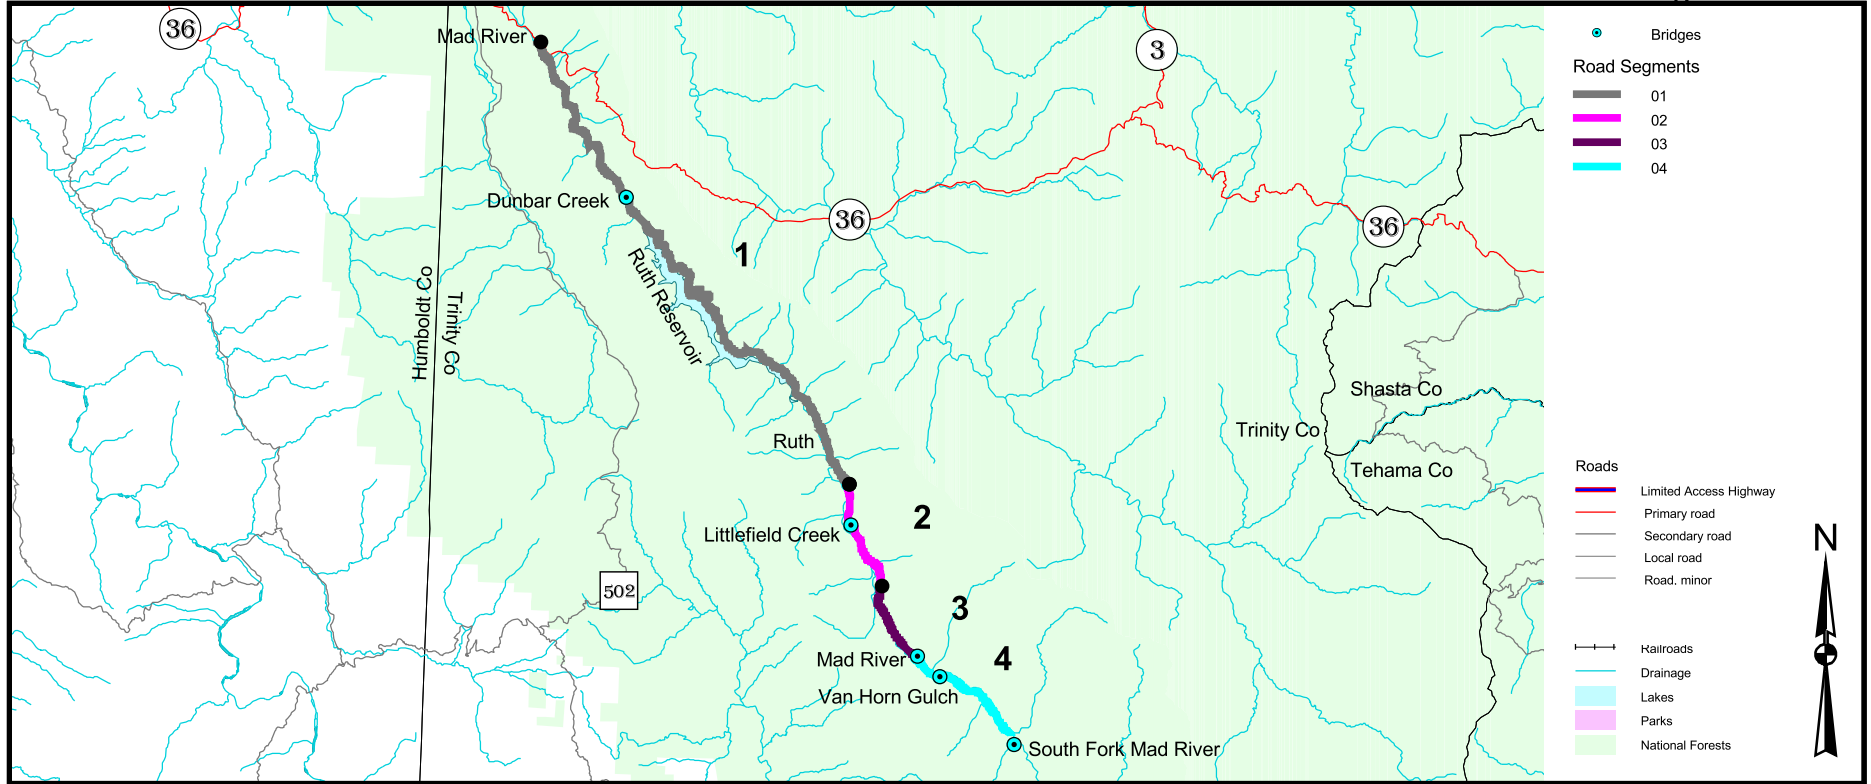 36
Mad River
3
Dunbar Creek
36
36
1
Ruth Reservoir
Humboldt Co
Trinity Co
Shasta Co
Trinity Co
Ruth
Tehama Co
2
Littlefield Creek
502
3
Mad River
4
Van Horn Gulch
South Fork Mad River
Bridges
Road Segments
01
02
03
04
Roads
Limited Access Highway
Primary road
Secondary road
Local road
Road, minor
N
Railroads
Drainage
Lakes
Parks
National Forests